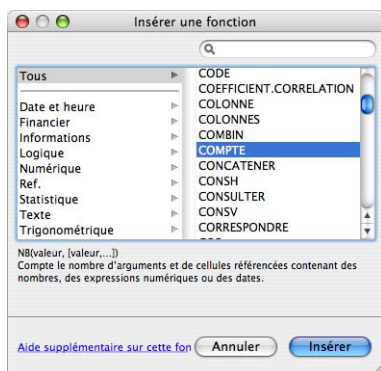 Insérer une fonction
Tous
Date et heure
Financier
Informations
Logique
Numérique
Ref.
Statistique
Texte
Trigonométrique
CODE
COEFFICIENT.CORRELATION
COLONNE
COLONNES
COMBIN
COMPTE
CONCATENER
CONSH
CONSULTER
CONSV
CORRESPONDRE
NB(valeur, [valeur,...])
Compte le nombre d'arguments et de cellules référencées contenant des
nombres, des expressions numériques ou des dates.
Aide supplémentaire sur cette fon
Annuler
Insérer